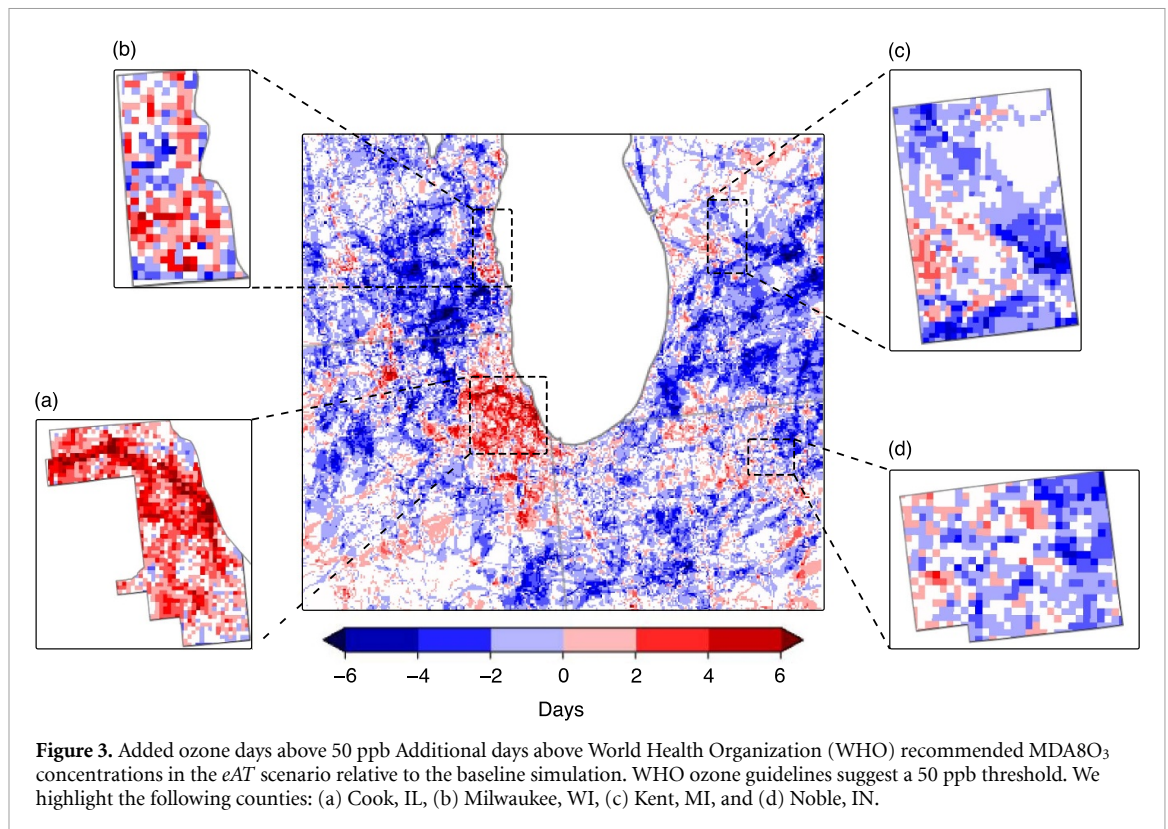 (b)
(c)
(a)
(d)
−6 −4 −2 0 2 4 6
Days
Figure 3. Added ozone days above 50 ppb Additional days above World Health Organization (WHO) recommended MDA8O₃
concentrations in the eAT scenario relative to the baseline simulation. WHO ozone guidelines suggest a 50 ppb threshold. We
highlight the following counties: (a) Cook, IL, (b) Milwaukee, WI, (c) Kent, MI, and (d) Noble, IN.